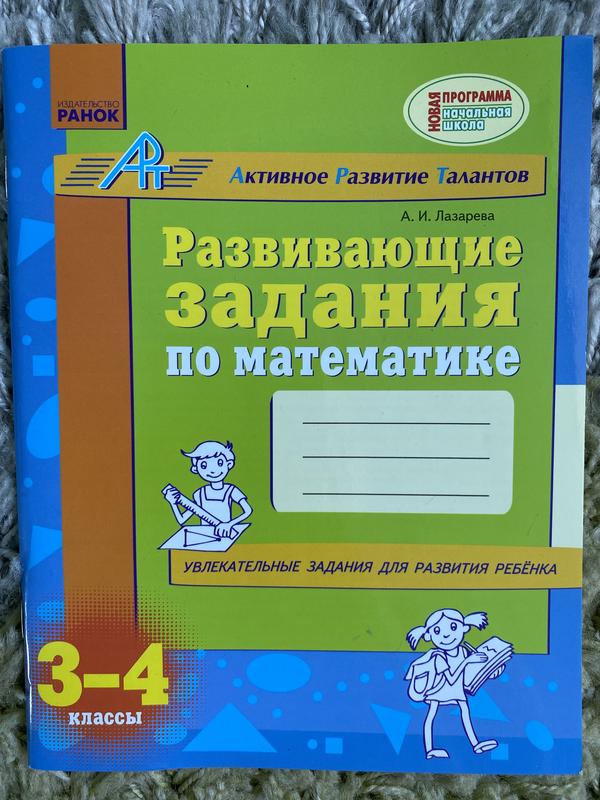 ИЗДАТЕЛЬСТВО
РАНОК
НОВАЯ
ПРОГРАММА
начальная
школа
АРТ
Активное Развитие Талантов
А. И. Лазарева
Развивающие
задания
по математике
УВЛЕКАТЕЛЬНЫЕ ЗАДАНИЯ ДЛЯ РАЗВИТИЯ РЕБЁНКА
3–4
классы